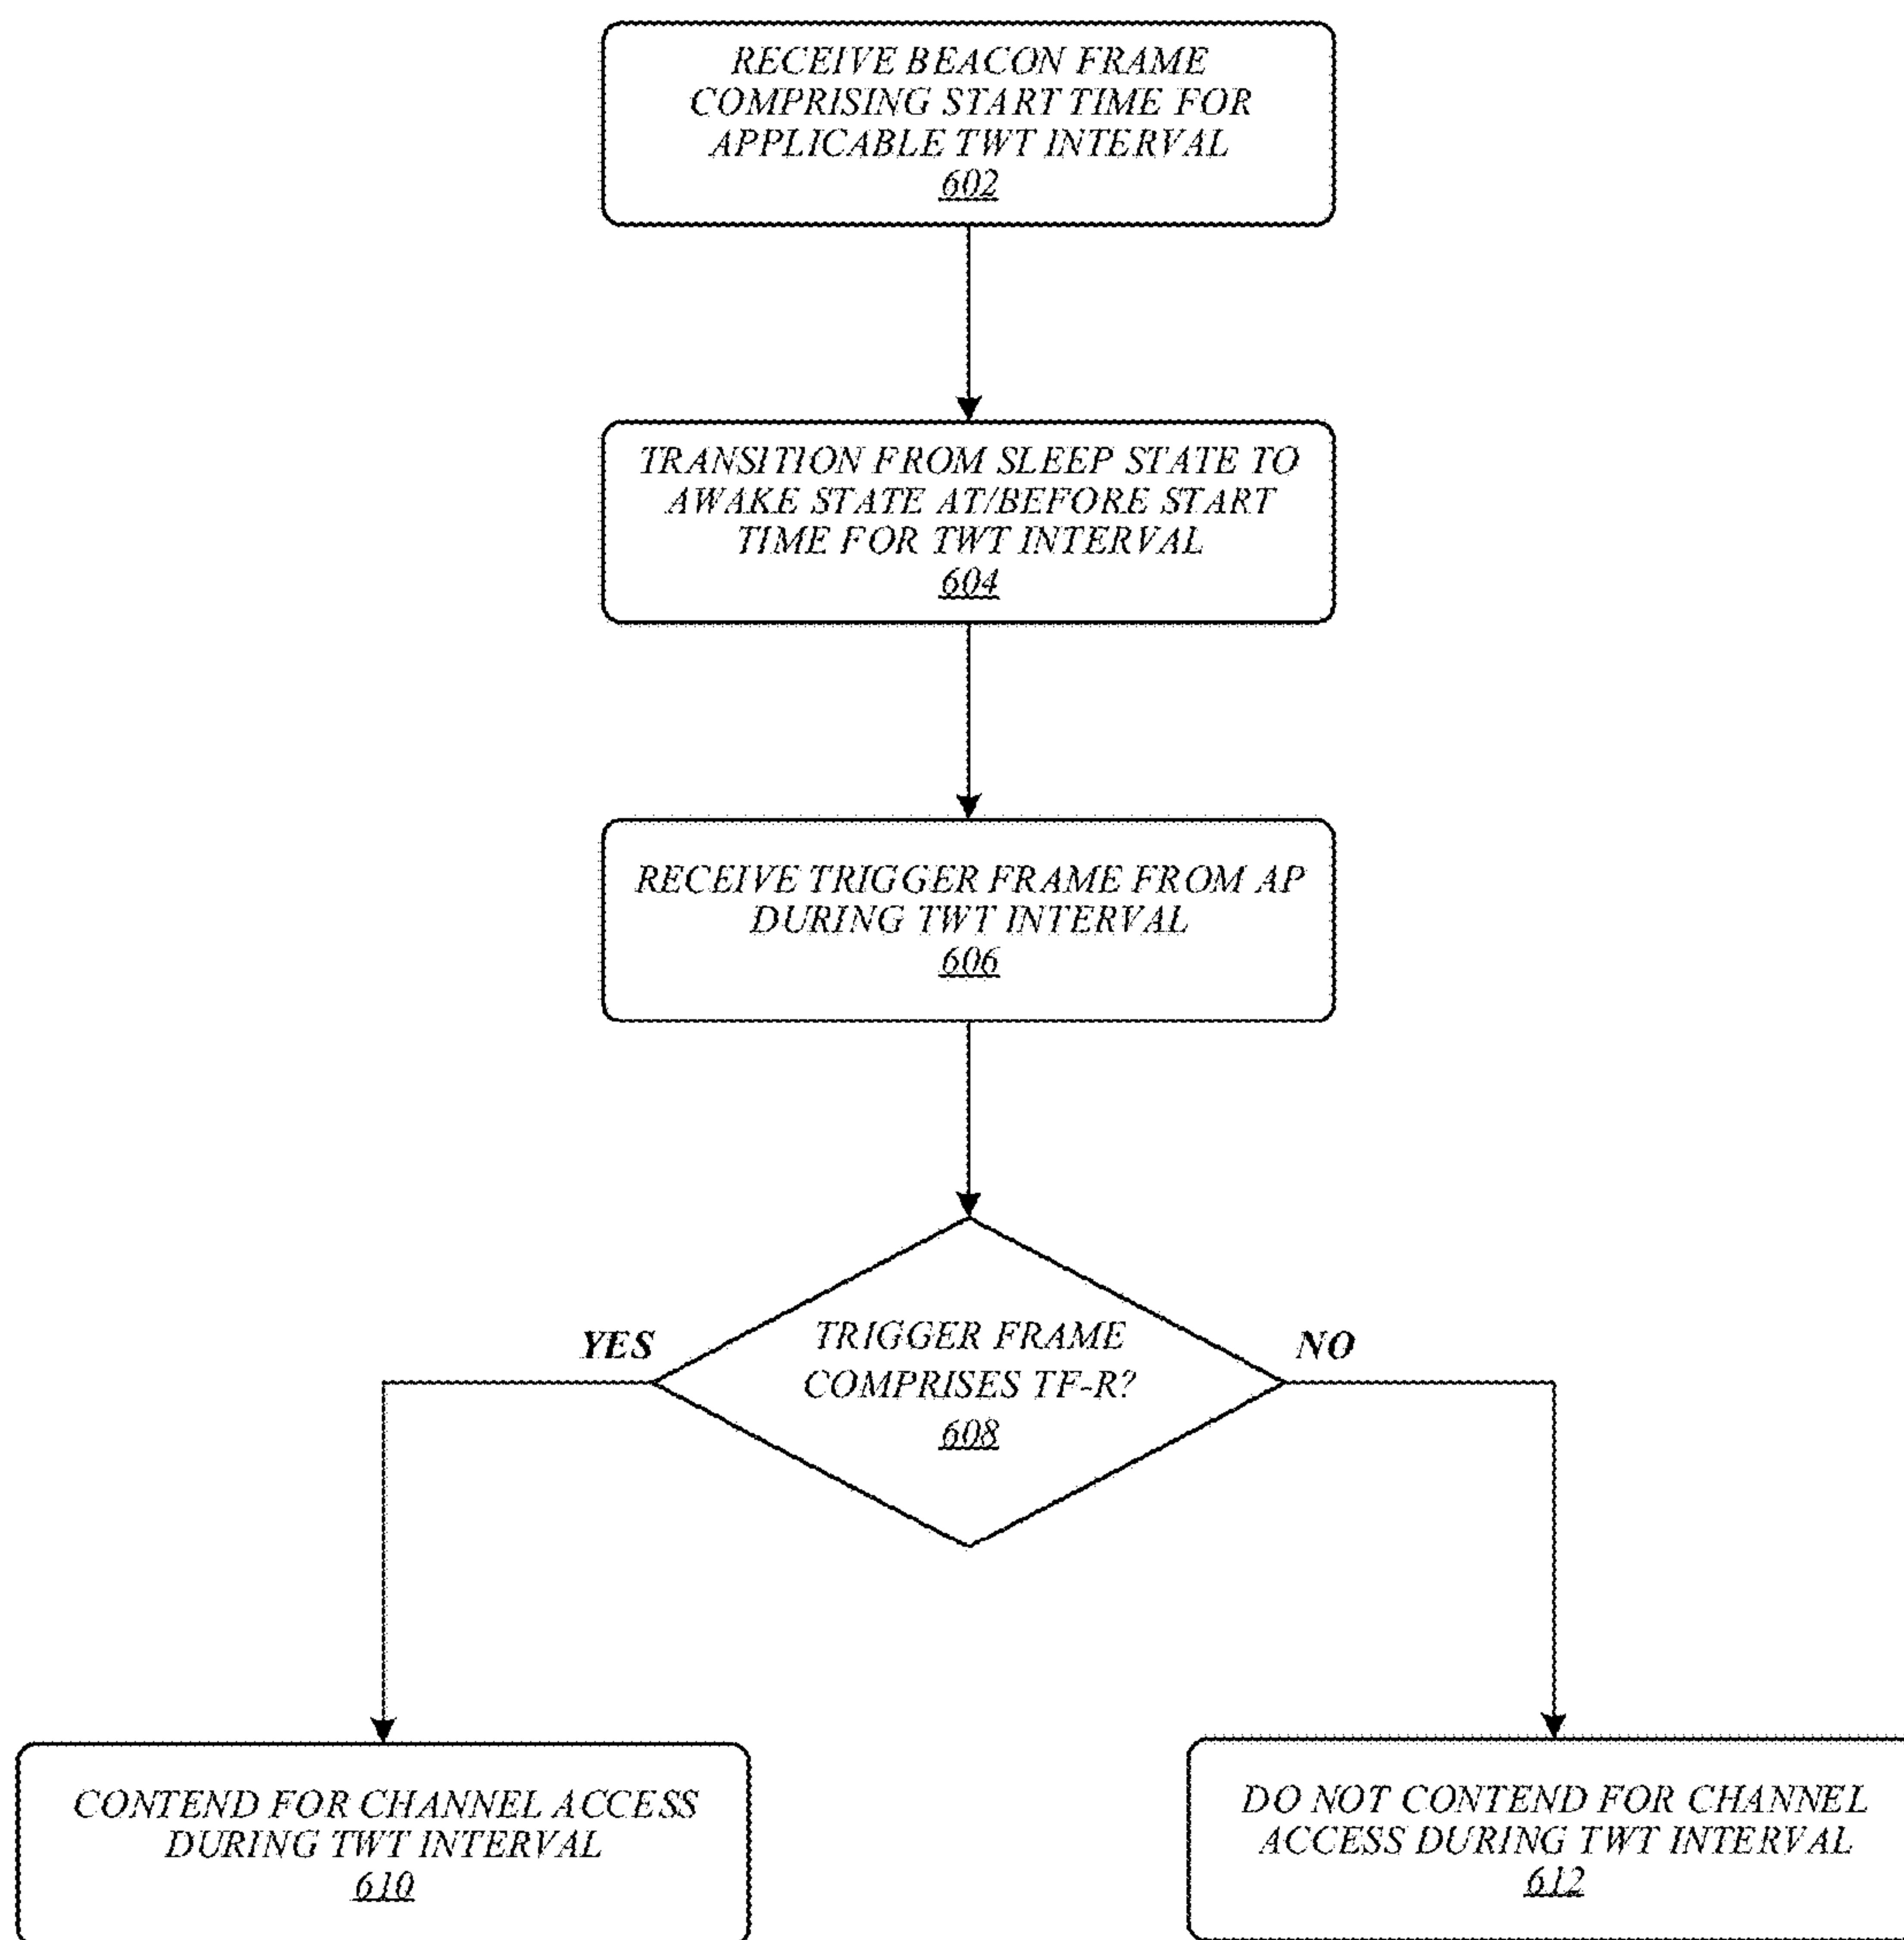 RECEIVE BEACON FRAME
COMPRISING START TIME FOR
APPLICABLE TWT INTERVAL
602
TRANSITION FROM SLEEP STATE TO
AWAKE STATE AT/BEFORE START
TIME FOR TWT INTERVAL
604
RECEIVE TRIGGER FRAME FROM AP
DURING TWT INTERVAL
606
YES
TRIGGER FRAME
COMPRISES TF-R?
608
NO
CONTEND FOR CHANNEL ACCESS
DURING TWT INTERVAL
610
DO NOT CONTEND FOR CHANNEL
ACCESS DURING TWT INTERVAL
612